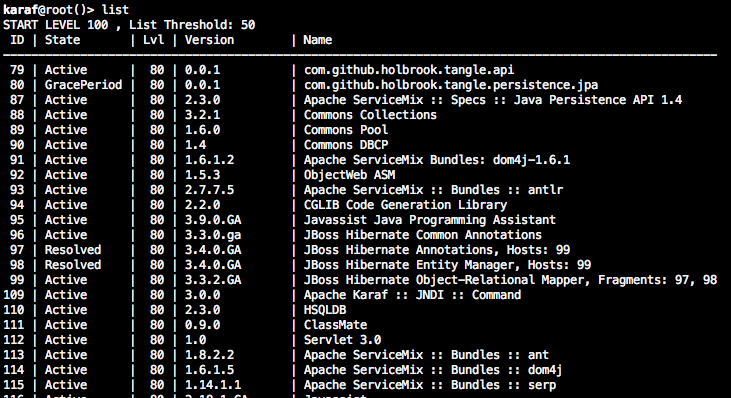 karaf@root()> list
START LEVEL 100 , List Threshold: 50
ID | State | Lvl | Version | Name
79 | Active | 80 | 0.0.1 | com.github.holbrook.tangle.api
80 | GracePeriod | 80 | 0.0.1 | com.github.holbrook.tangle.persistence.jpa
87 | Active | 80 | 2.3.0 | Apache ServiceMix :: Specs :: Java Persistence API 1.4
88 | Active | 80 | 3.2.1 | Commons Collections
89 | Active | 80 | 1.6.0 | Commons Pool
90 | Active | 80 | 1.4 | Commons DBCP
91 | Active | 80 | 1.6.1.2 | Apache ServiceMix Bundles: dom4j-1.6.1
92 | Active | 80 | 1.5.3 | ObjectWeb ASM
93 | Active | 80 | 2.7.7.5 | Apache ServiceMix :: Bundles :: antlr
94 | Active | 80 | 2.2.0 | CGLIB Code Generation Library
95 | Active | 80 | 3.9.0.GA | Javassist Java Programming Assistant
96 | Active | 80 | 3.3.0.ga | JBoss Hibernate Common Annotations
97 | Resolved | 80 | 3.4.0.GA | JBoss Hibernate Annotations, Hosts: 99
98 | Resolved | 80 | 3.4.0.GA | JBoss Hibernate Entity Manager, Hosts: 99
99 | Active | 80 | 3.3.2.GA | JBoss Hibernate Object-Relational Mapper, Fragments: 97, 98
109 | Active | 80 | 3.0.0 | Apache Karaf :: JNDI :: Command
110 | Active | 80 | 2.3.0 | HSQLDB
111 | Active | 80 | 0.9.0 | ClassMate
112 | Active | 80 | 1.0 | Servlet 3.0
113 | Active | 80 | 1.8.2.2 | Apache ServiceMix :: Bundles :: ant
114 | Active | 80 | 1.6.1.5 | Apache ServiceMix :: Bundles :: dom4j
115 | Active | 80 | 1.14.1.1 | Apache ServiceMix :: Bundles :: serp